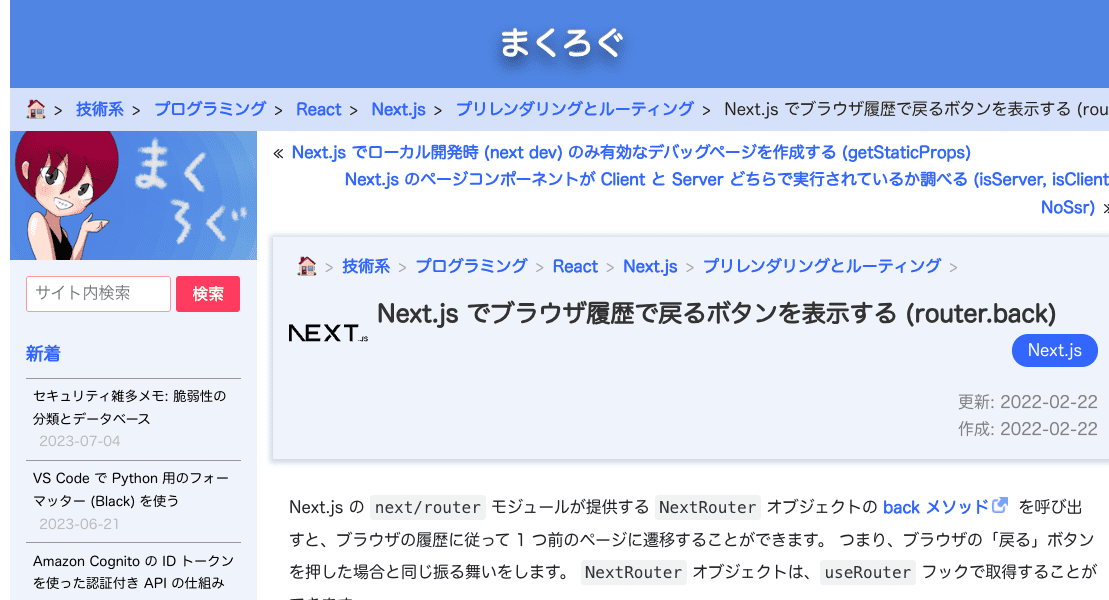 まくろぐ
> 技術系 > プログラミング > React > Next.js > プリレンダリングとルーティング > Next.js でブラウザ履歴で戻るボタンを表示する (rou
まく
ろぐ
« Next.js でローカル開発時 (next dev) のみ有効なデバッグページを作成する (getStaticProps)
Next.js のページコンポーネントが Client と Server どちらで実行されているか調べる (isServer, isClient
NoSsr) »
サイト内検索 検索
新着
セキュリティ雑多メモ: 脆弱性の
分類とデータベース
2023-07-04
VS Code で Python 用のフォー
マッター (Black) を使う
2023-06-21
Amazon Cognito の ID トークン
を使った認証付き API の仕組み
> 技術系 > プログラミング > React > Next.js > プリレンダリングとルーティング >
NEXT.JS
Next.js でブラウザ履歴で戻るボタンを表示する (router.back)
Next.js
更新: 2022-02-22
作成: 2022-02-22
Next.js の next/router モジュールが提供する NextRouter オブジェクトの back メソッド を呼び出
すと、ブラウザの履歴に従って 1 つ前のページに遷移することができます。 つまり、ブラウザの「戻る」ボタン
を押した場合と同じ振る舞いをします。 NextRouter オブジェクトは、useRouter フックで取得することが